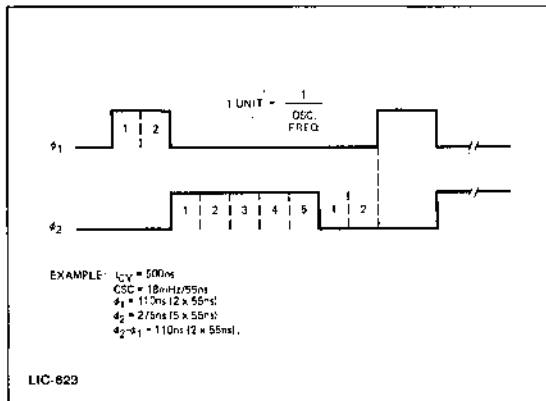 1 UNIT = 1
OSC.
FREQ.
1 2
ϕ1
1 2 3 4 5 1 2
ϕ2
EXAMPLE: tCY = 500ns
OSC = 18mHz/55ns
ϕ1 = 110ns (2 x 55ns)
ϕ2 = 275ns (5 x 55ns)
ϕ2-ϕ1 = 110ns (2 x 55ns).
LIC-623